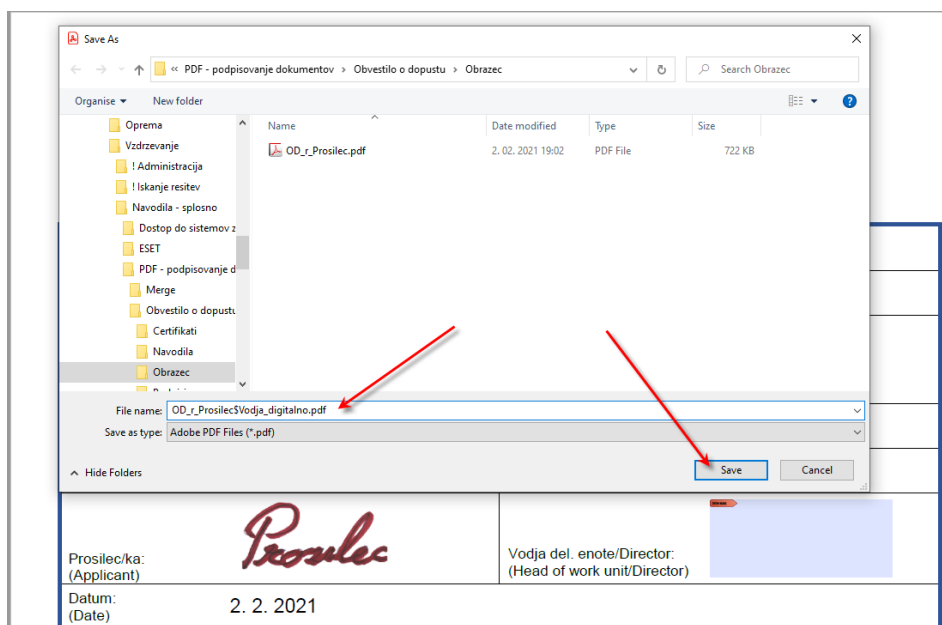 Save As
« PDF - podpisovanje dokumentov › Obvestilo o dopustu › Obrazec
Search Obrazec
Organise
New folder
Name
Date modified
Type
Size
Oprema
Vzdrzevanje
! Administracija
! Iskanje resitev
Navodila - splosno
Dostop do sistemov z
ESET
PDF - podpisovanje d
Merge
Obvestilo o dopustu
Certifikati
Navodila
Obrazec
OD_r_Prosilec.pdf
2. 02. 2021 19:02
PDF File
722 KB
File name:
OD_r_Prosilec$Vodja_digitalno.pdf
Save as type:
Adobe PDF Files (*.pdf)
Hide Folders
Save
Cancel
Prosilec/ka:
(Applicant)
Prosilec
Vodja del. enote/Director:
(Head of work unit/Director)
Datum:
(Date)
2. 2. 2021